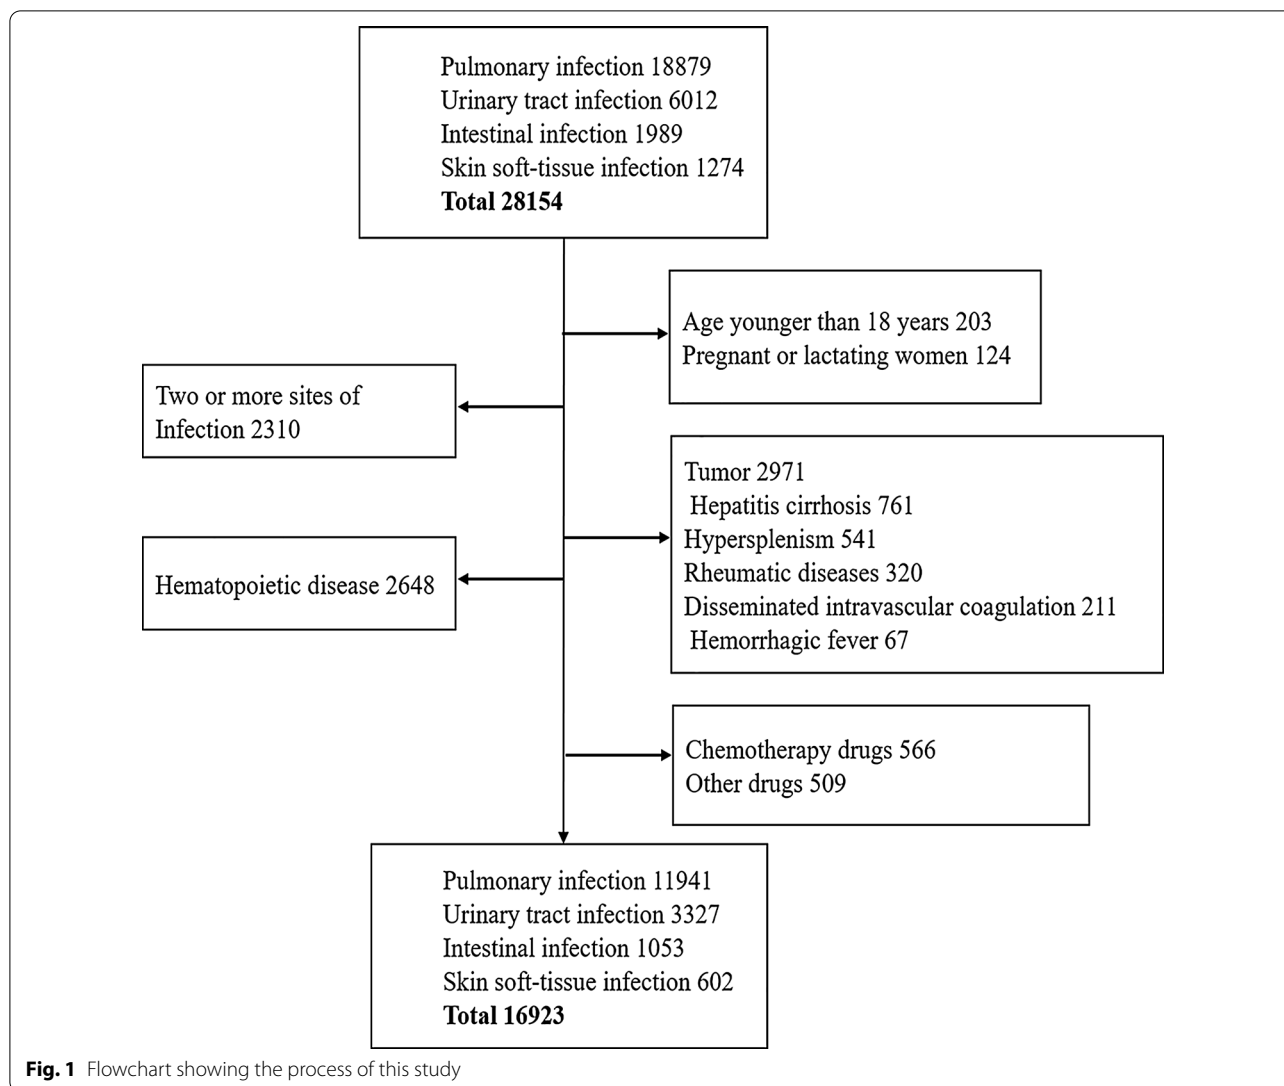 Pulmonary infection 18879
Urinary tract infection 6012
Intestinal infection 1989
Skin soft-tissue infection 1274
Total 28154
Age younger than 18 years 203
Pregnant or lactating women 124
Two or more sites of
Infection 2310
Tumor 2971
Hepatitis cirrhosis 761
Hypersplenism 541
Rheumatic diseases 320
Disseminated intravascular coagulation 211
Hemorrhagic fever 67
Hematopoietic disease 2648
Chemotherapy drugs 566
Other drugs 509
Pulmonary infection 11941
Urinary tract infection 3327
Intestinal infection 1053
Skin soft-tissue infection 602
Total 16923
Fig. 1 Flowchart showing the process of this study